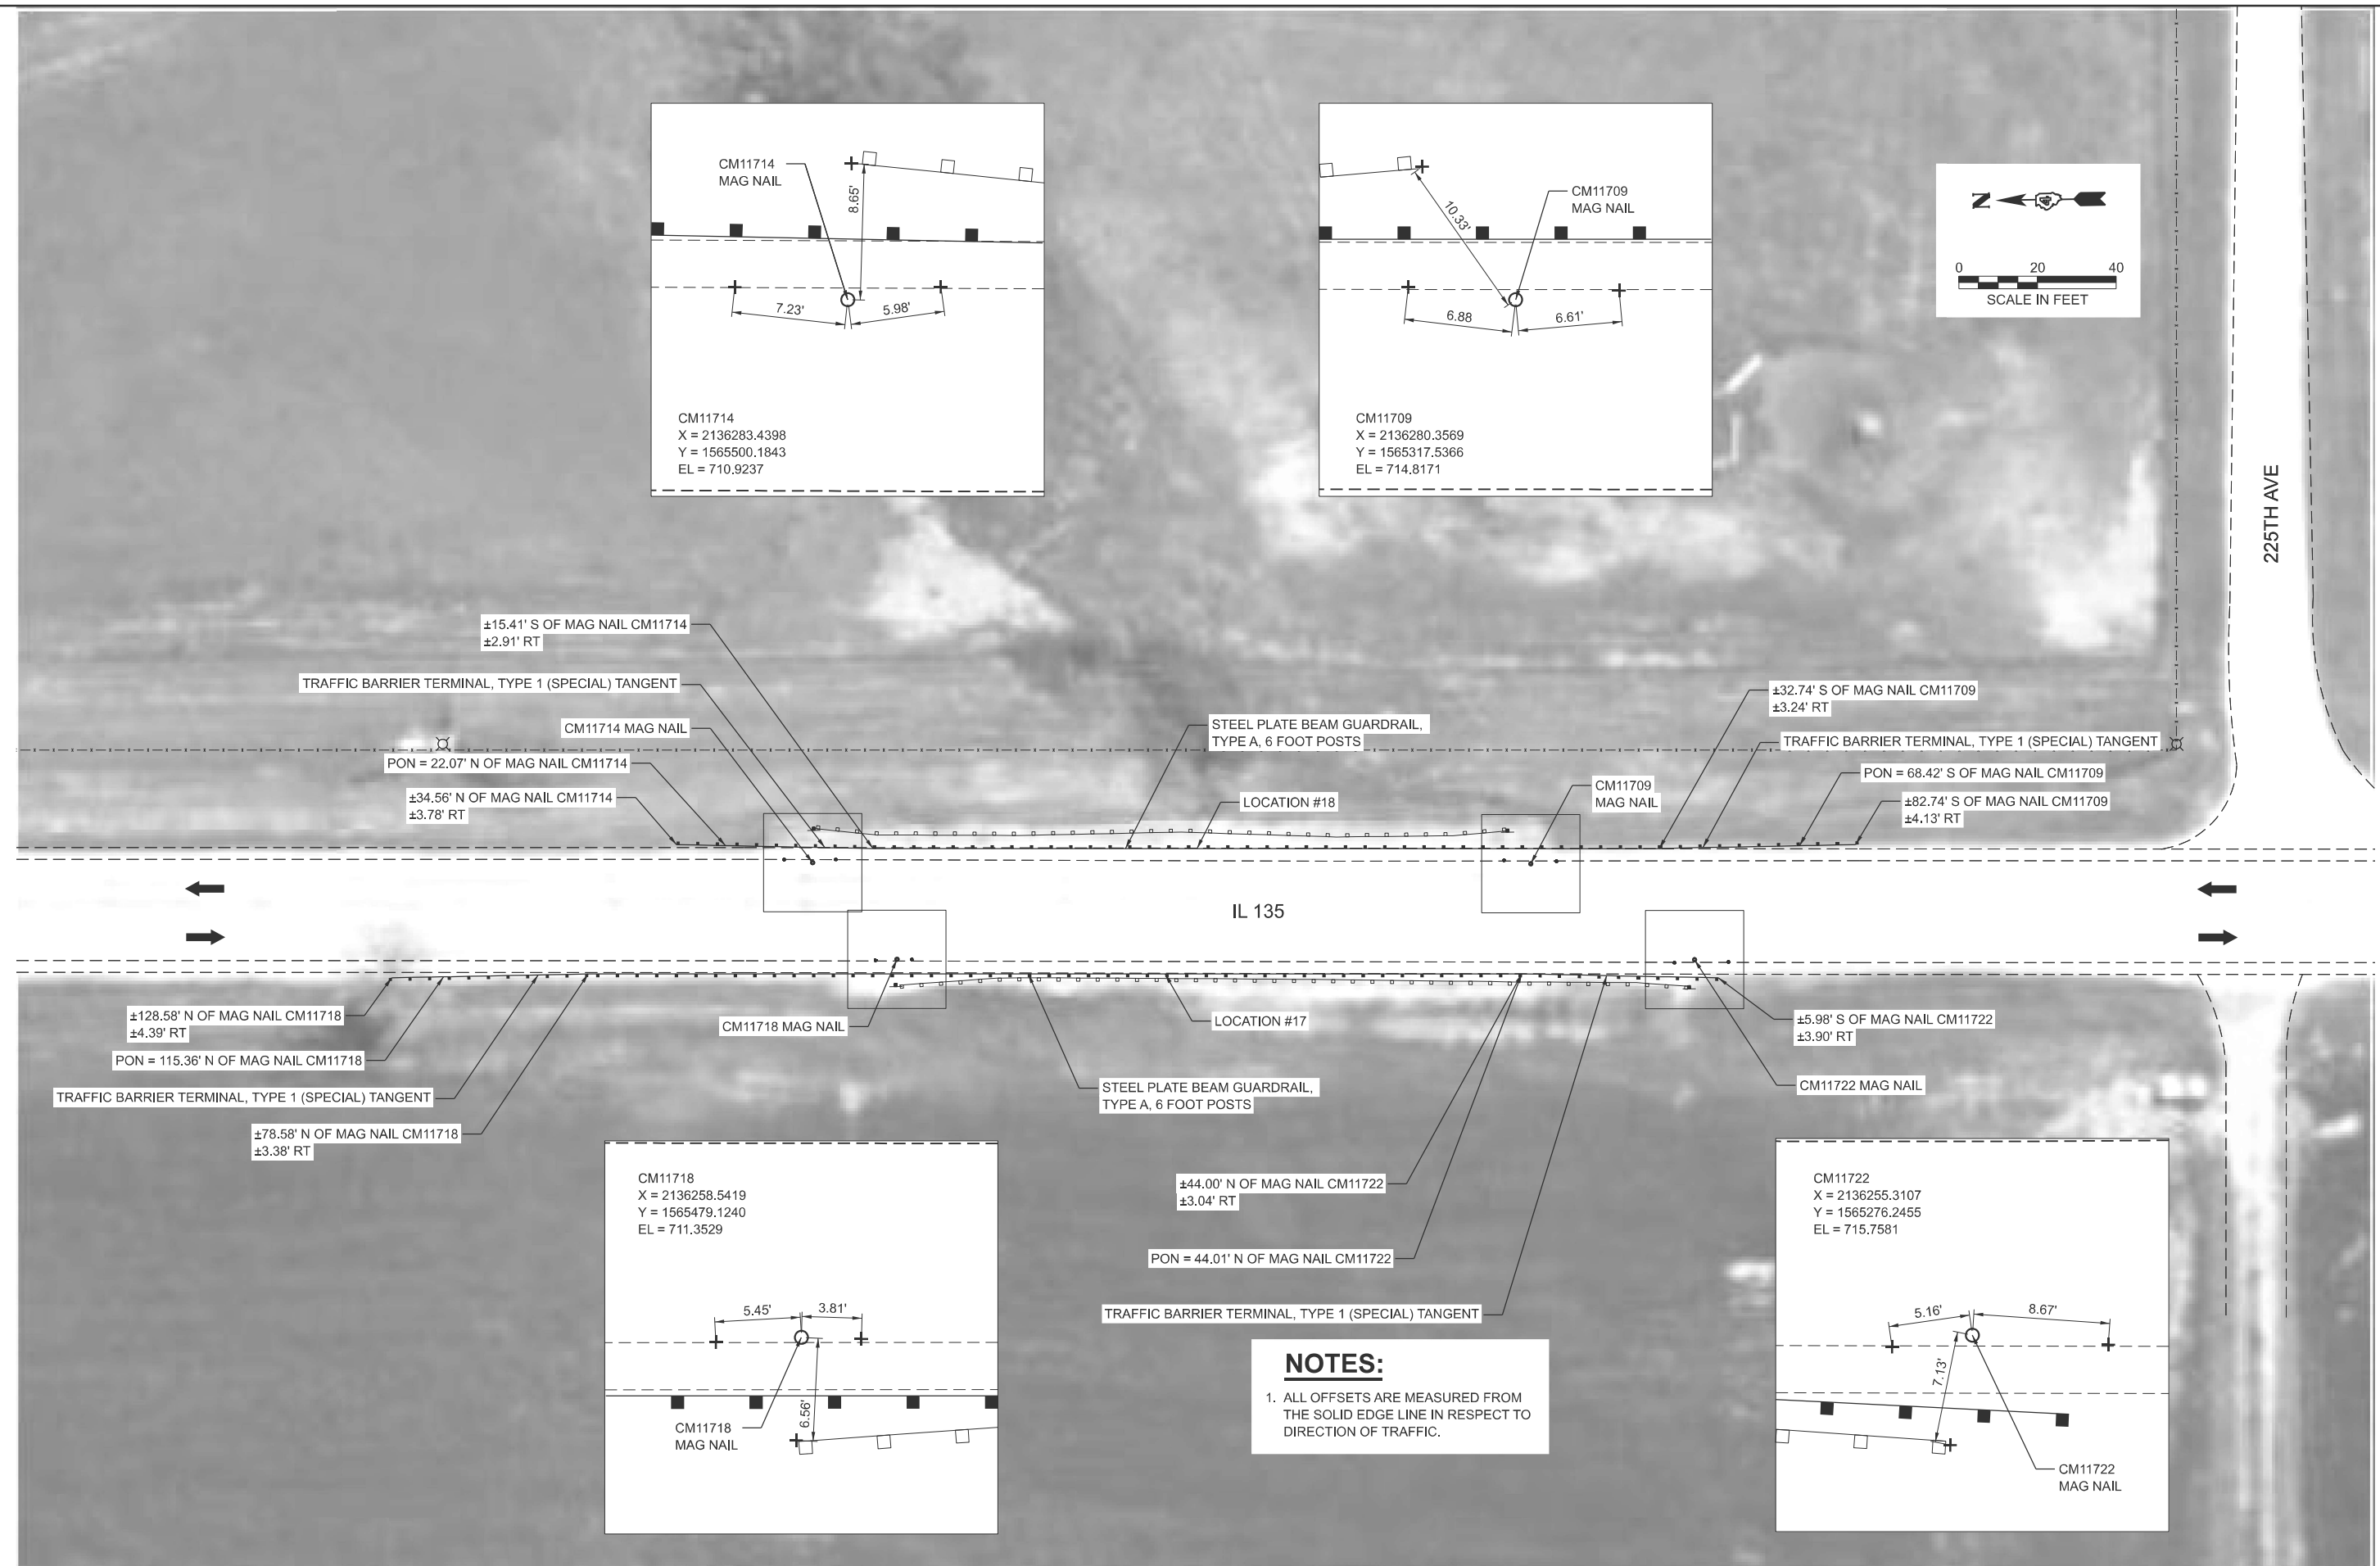 CM11714
MAG NAIL
8.65'
7.23'
5.98'
CM11714
X = 2136283.4398
Y = 1565500.1843
EL = 710.9237
10.33'
CM11709
MAG NAIL
6.88
6.61'
CM11709
X = 2136280.3569
Y = 1565317.5366
EL = 714.8171
N
0 20 40
SCALE IN FEET
225TH AVE
±15.41' S OF MAG NAIL CM11714
±2.91' RT
TRAFFIC BARRIER TERMINAL, TYPE 1 (SPECIAL) TANGENT
CM11714 MAG NAIL
PON = 22.07' N OF MAG NAIL CM11714
±34.56' N OF MAG NAIL CM11714
±3.78' RT
STEEL PLATE BEAM GUARDRAIL,
TYPE A, 6 FOOT POSTS
LOCATION #18
CM11709
MAG NAIL
±32.74' S OF MAG NAIL CM11709
±3.24' RT
TRAFFIC BARRIER TERMINAL, TYPE 1 (SPECIAL) TANGENT
PON = 68.42' S OF MAG NAIL CM11709
±82.74' S OF MAG NAIL CM11709
±4.13' RT
IL 135
±128.58' N OF MAG NAIL CM11718
±4.39' RT
PON = 115.36' N OF MAG NAIL CM11718
TRAFFIC BARRIER TERMINAL, TYPE 1 (SPECIAL) TANGENT
±78.58' N OF MAG NAIL CM11718
±3.38' RT
CM11718 MAG NAIL
LOCATION #17
STEEL PLATE BEAM GUARDRAIL,
TYPE A, 6 FOOT POSTS
±5.98' S OF MAG NAIL CM11722
±3.90' RT
CM11722 MAG NAIL
±44.00' N OF MAG NAIL CM11722
±3.04' RT
PON = 44.01' N OF MAG NAIL CM11722
TRAFFIC BARRIER TERMINAL, TYPE 1 (SPECIAL) TANGENT
CM11718
X = 2136258.5419
Y = 1565479.1240
EL = 711.3529
5.45'
3.81'
6.56'
CM11718
MAG NAIL
NOTES:
1. ALL OFFSETS ARE MEASURED FROM
THE SOLID EDGE LINE IN RESPECT TO
DIRECTION OF TRAFFIC.
CM11722
X = 2136255.3107
Y = 1565276.2455
EL = 715.7581
5.16'
8.67'
7.13'
CM11722
MAG NAIL